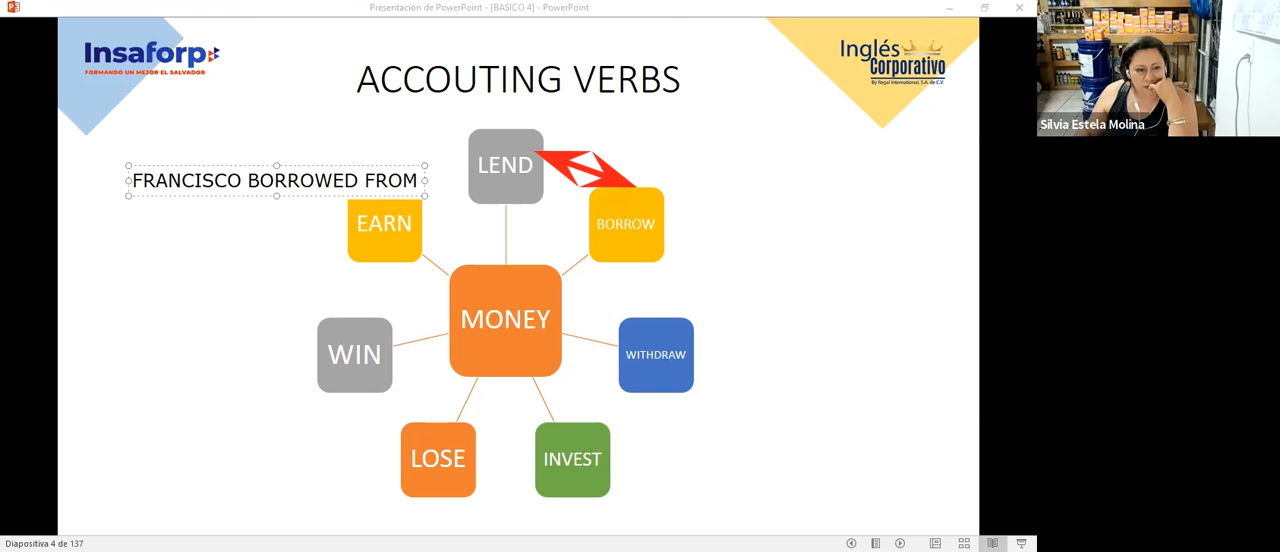 Presentación de PowerPoint - [BASICO 4] - PowerPoint
Insaforp
FORMANDO UN MEJOR EL SALVADOR
ACCOUTING VERBS
Inglés
Corporativo
By Regal International, S.A. de C.V.
Silvia Estela Molina
LEND
FRANCISCO BORROWED FROM
EARN
BORROW
MONEY
WIN
WITHDRAW
LOSE
INVEST
Diapositiva 4 de 137